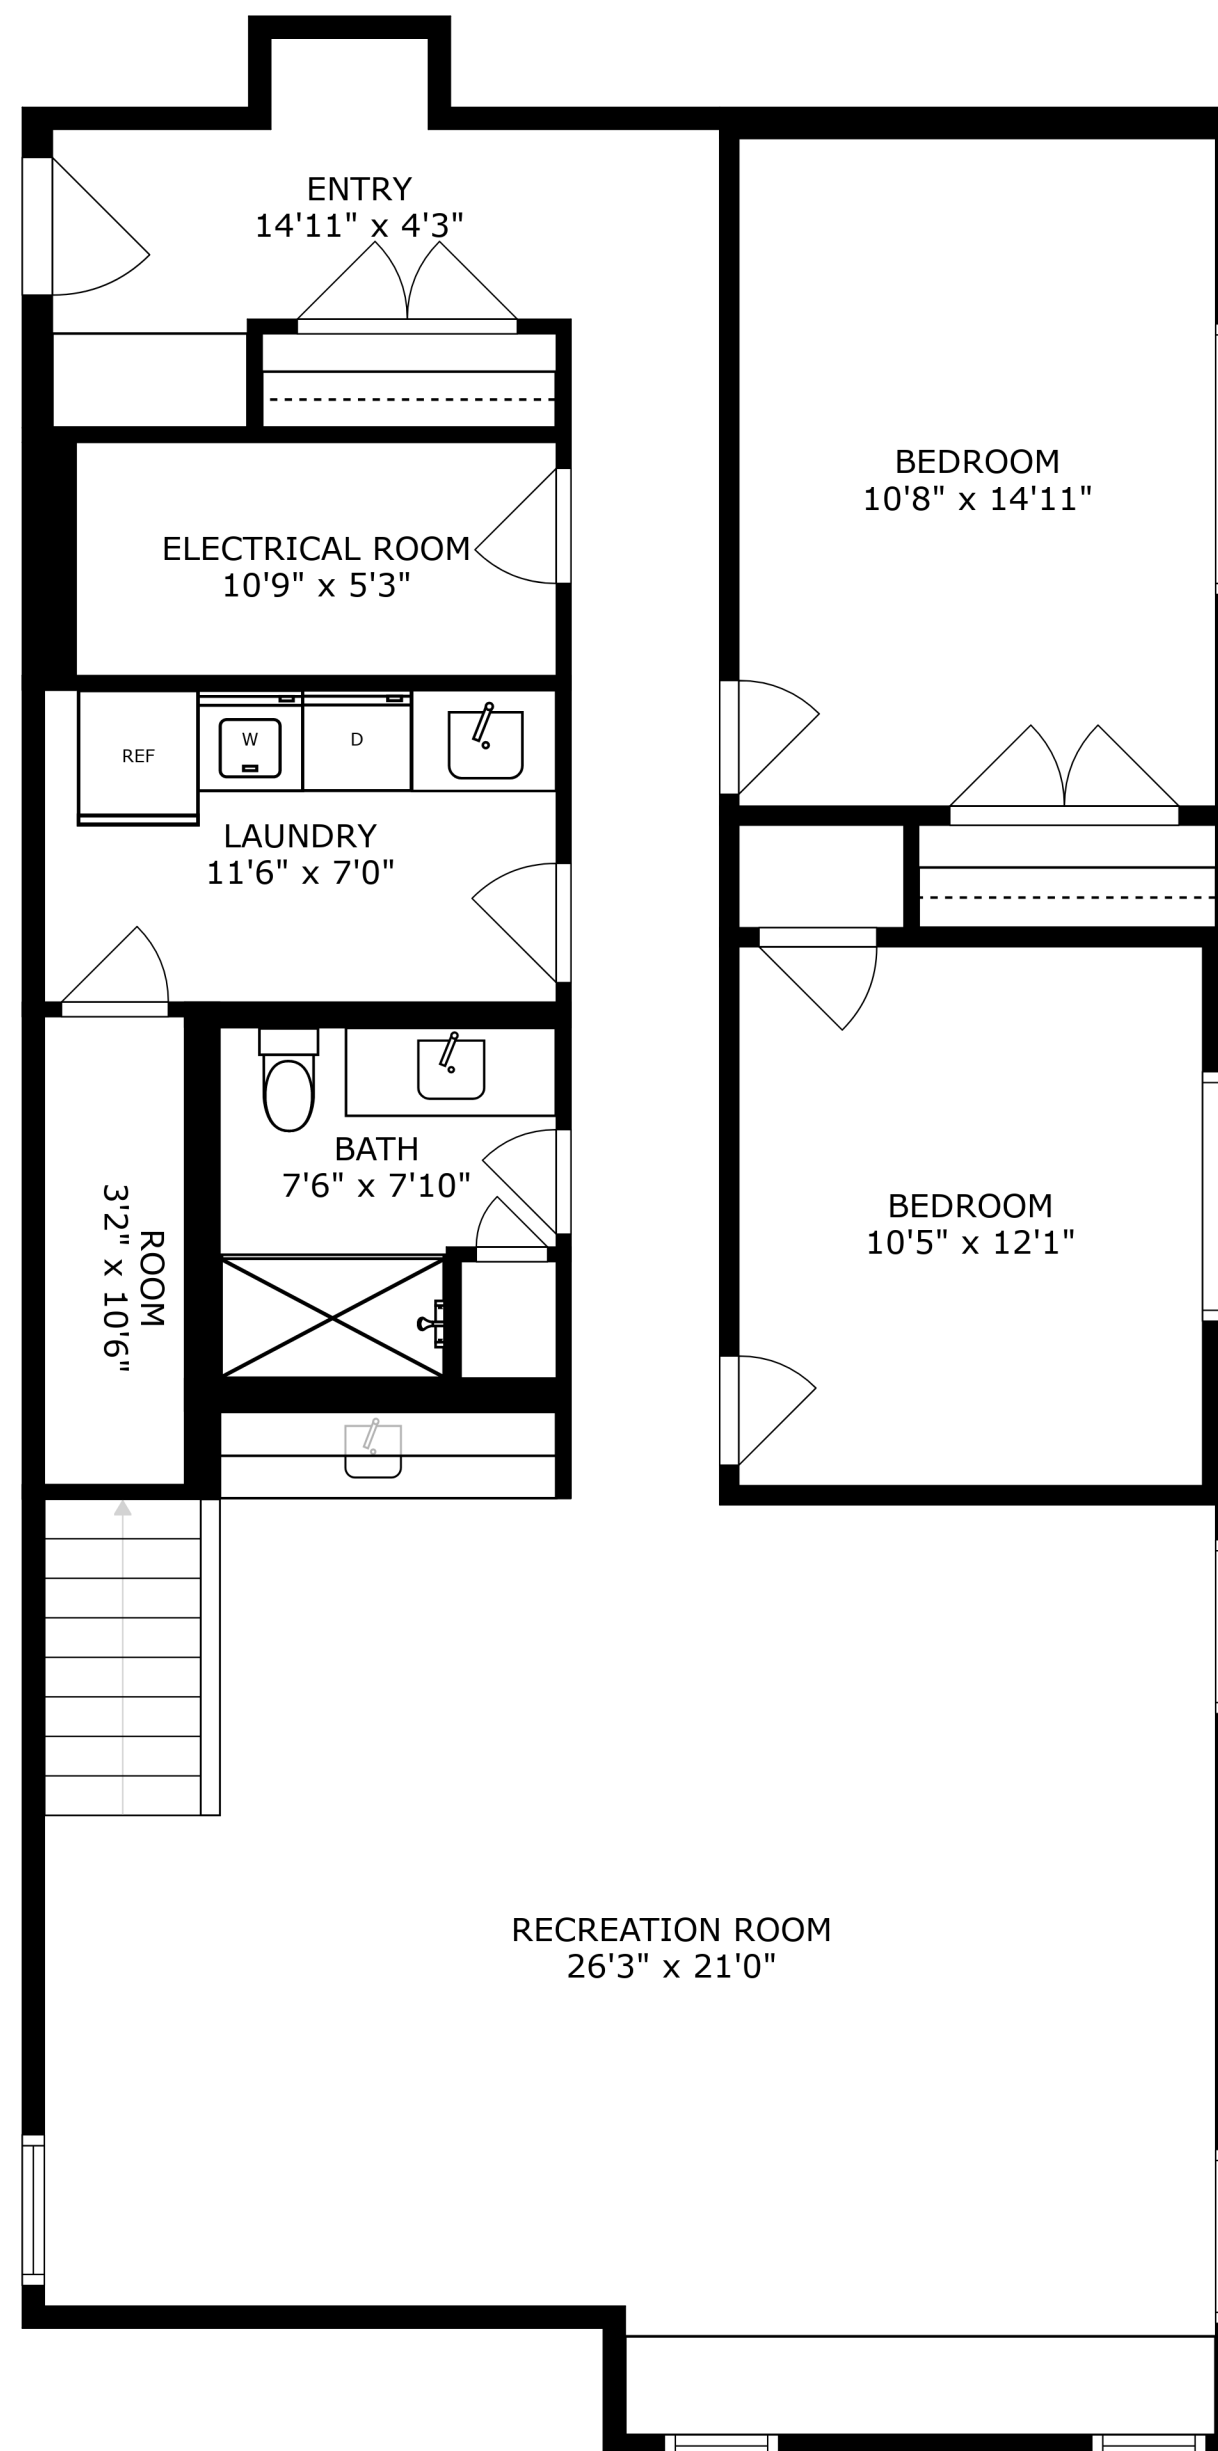 ENTRY
14'11" x 4'3"
BEDROOM
10'8" x 14'11"
ELECTRICAL ROOM
10'9" x 5'3"
REF
W
D
LAUNDRY
11'6" x 7'0"
BATH
7'6" x 7'10"
ROOM
3'2" x 10'6"
BEDROOM
10'5" x 12'1"
RECREATION ROOM
26'3" x 21'0"